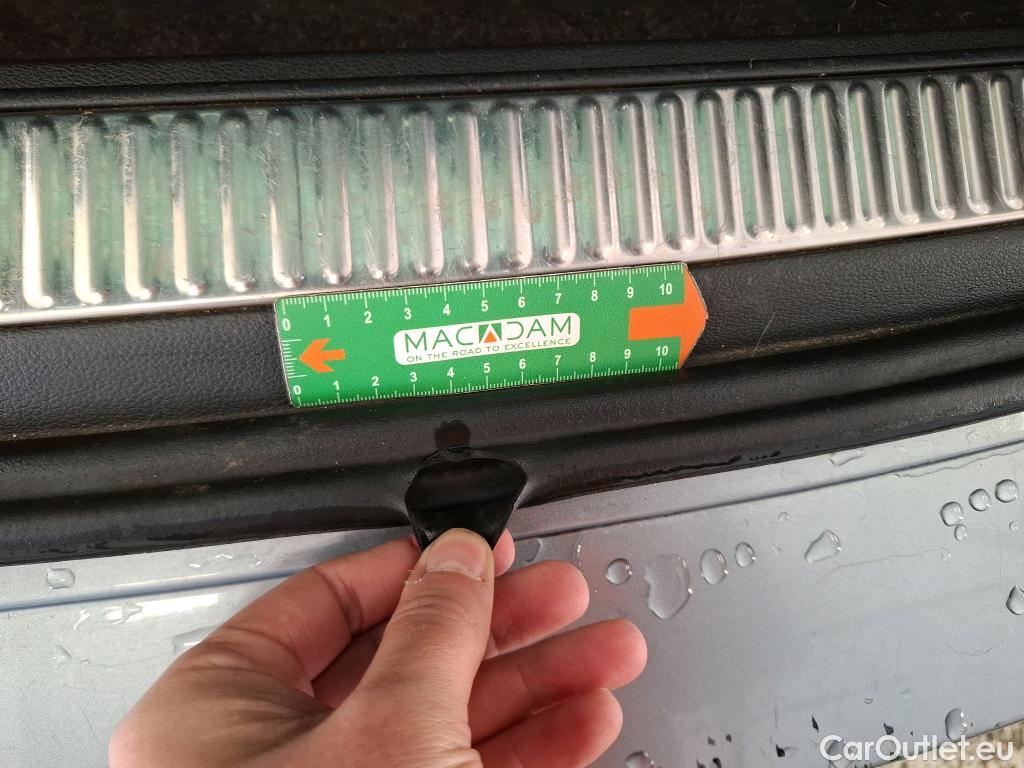 0 1 2 3 4 5 6 7 8 9 10
MACADAM
ON THE ROAD TO EXCELLENCE
0 1 2 3 4 5 6 7 8 9 10
CarOutlet.eu